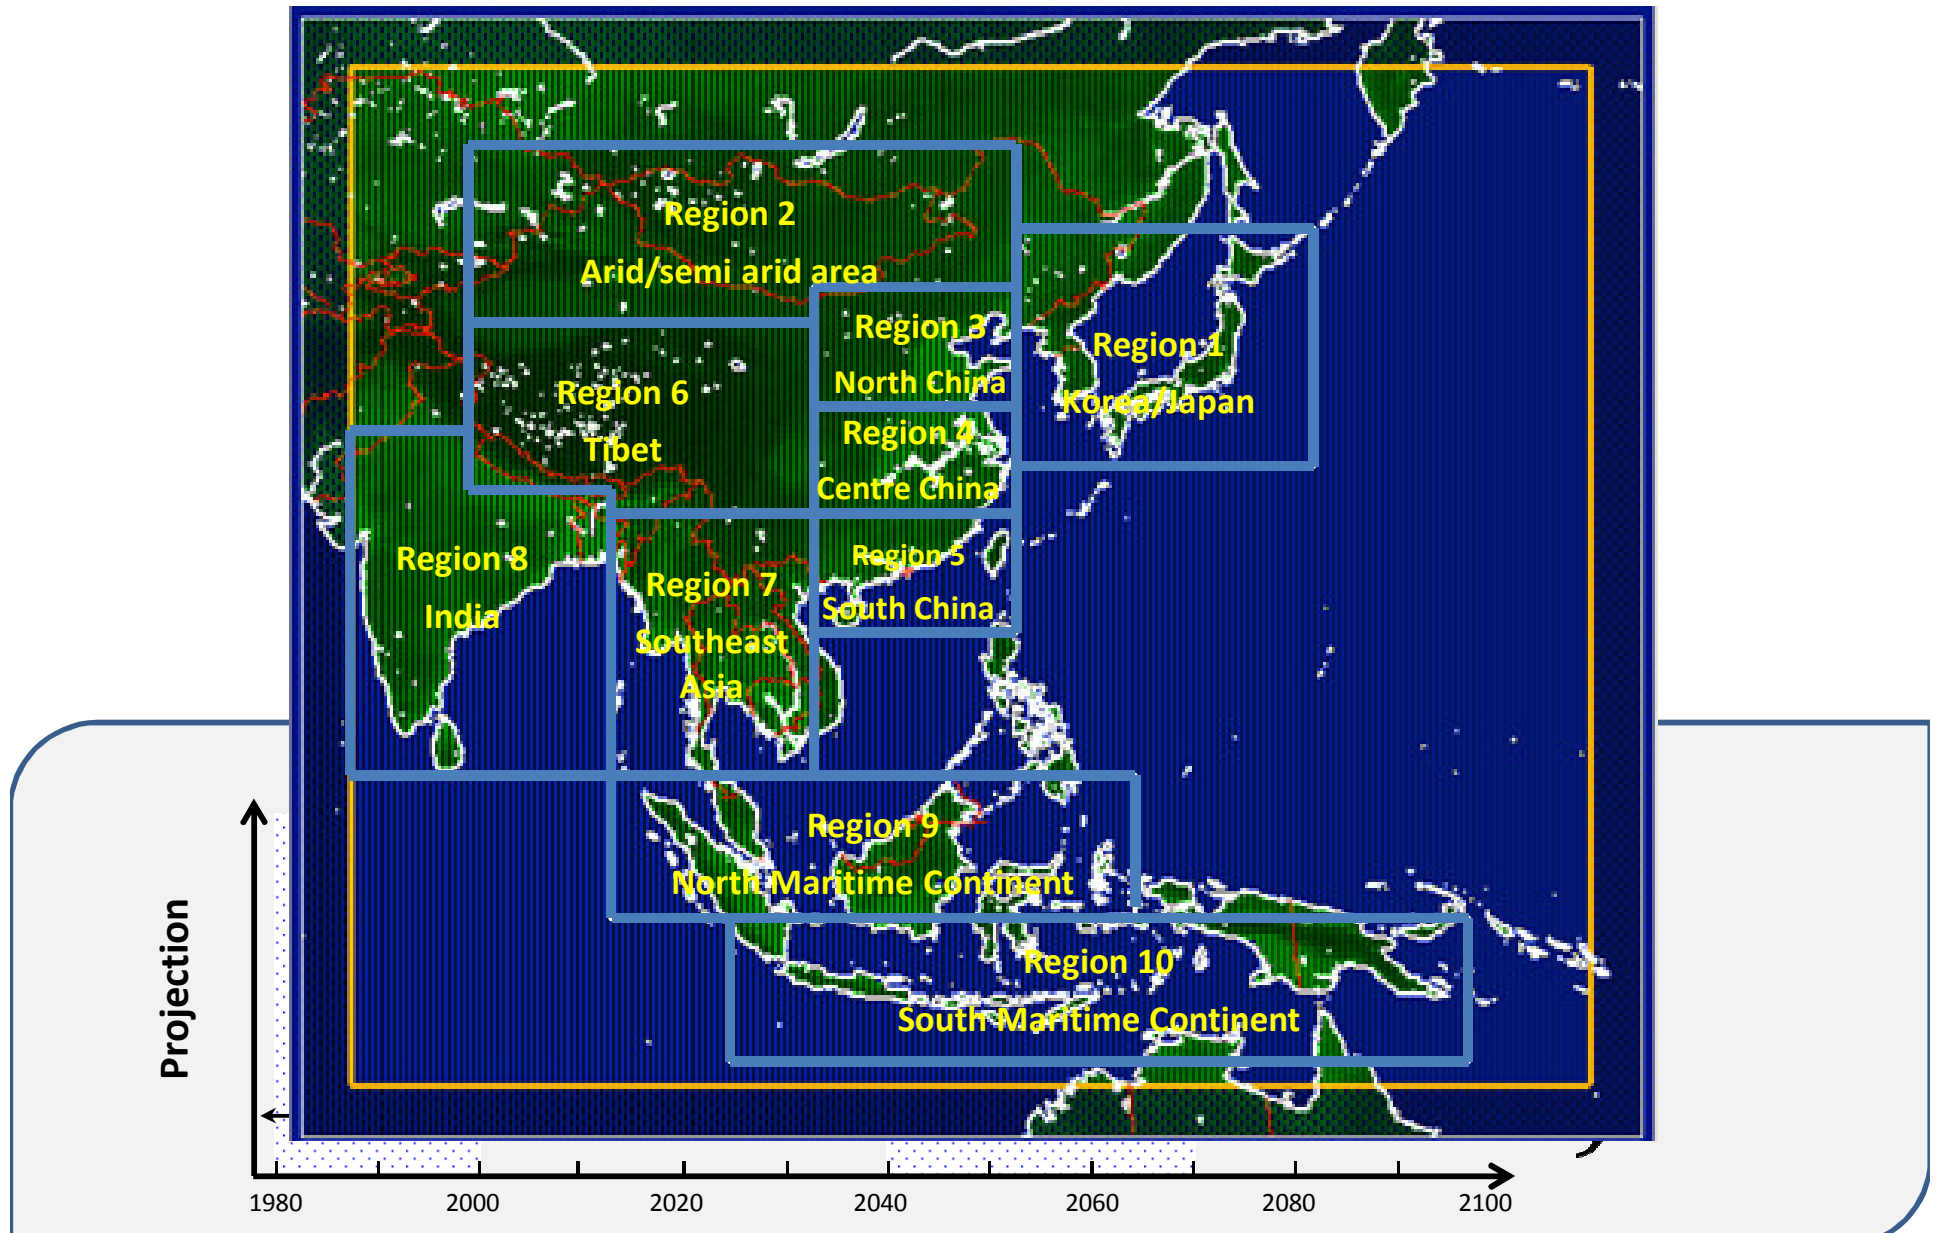 Region 2
Arid/semi arid area
Region 3
North China
Region 1
Korea/Japan
Region 6
Tibet
Region 4
Centre China
Region 5
South China
Region 8
India
Region 7
Southeast
Asia
Region 9
North Maritime Continent
Region 10
South Maritime Continent
Projection
1980 2000 2020 2040 2060 2080 2100